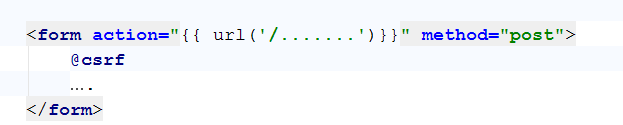 <form action="{{ url('/.......')}}" method="post">
@csrf
....
</form>